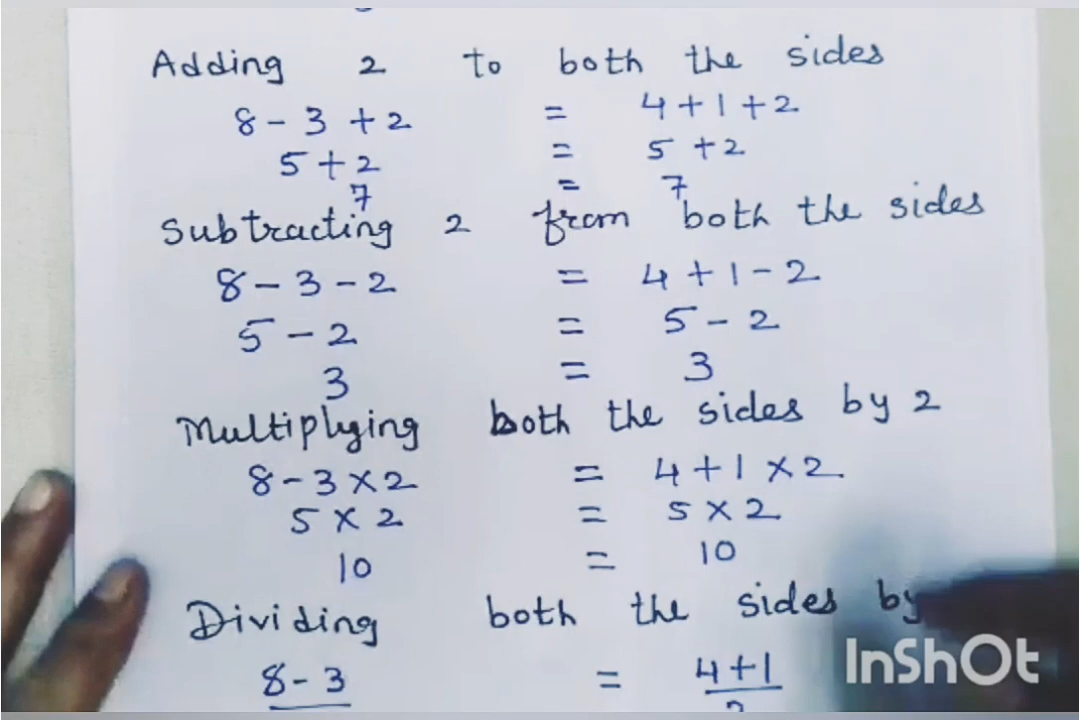 Adding 2 to both the sides
8 - 3 + 2 = 4 + 1 + 2
5 + 2 = 5 + 2
7 = 7
Subtracting 2 from both the sides
8 - 3 - 2 = 4 + 1 - 2
5 - 2 = 5 - 2
3 = 3
Multiplying both the sides by 2
8 - 3 × 2 = 4 + 1 × 2
5 × 2 = 5 × 2
10 = 10
Dividing both the sides by
8 - 3 = 4 + 1
InShOt